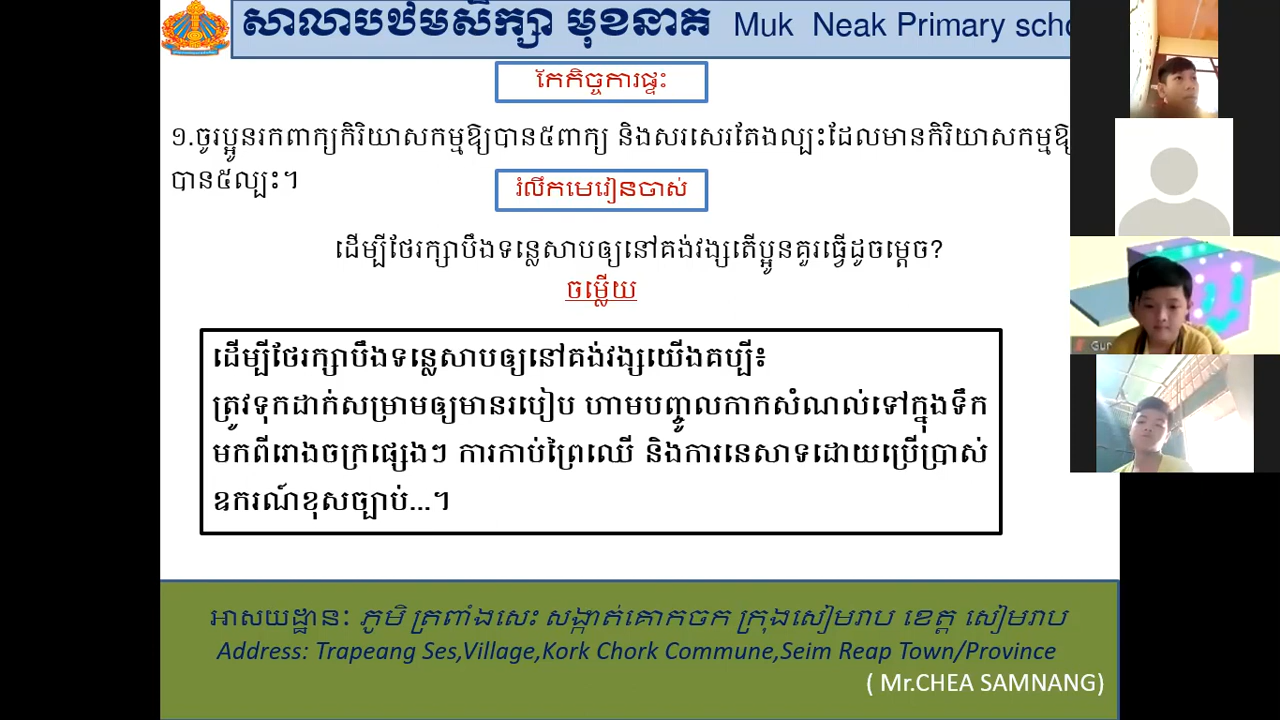 សាលាបឋមសិក្សា មុខនាគ Muk Neak Primary
កែកិច្ចការផ្ទះ
១.ចូរប្អូនរកពាក្យកិរិយាសកម្មឱ្យបាន៥ពាក្យ និងសរសេរតែងល្បះដែលមានកិរិយាសកម្មឱ្យ
បាន៥ល្បះ។
រំលឹកមេរៀនចាស់
ដើម្បីថែរក្សាបឹងទន្លេសាបឲ្យនៅគង់វង្សតើប្អូនគួរធ្វើដូចម្ដេច?
ចម្លើយ
ដើម្បីថែរក្សាបឹងទន្លេសាបឲ្យនៅគង់វង្សយើងគប្បី៖
ត្រូវទុកដាក់សម្រាមឲ្យមានរបៀប ហាមបញ្ចូលកាកសំណល់ទៅក្នុងទឹក
មកពីរោងចក្រផ្សេងៗ ការកាប់ព្រៃឈើ និងការនេសាទដោយប្រើប្រាស់
ឧករណ៍ខុសច្បាប់...។
អាសយដ្ឋានៈ ភូមិ ត្រពាំងសេះ សង្កាត់គោកចក ក្រុងសៀមរាប ខេត្ត សៀមរាប
Address: Trapeang Ses,Village,Kork Chork Commune,Seim Reap Town/Province
( Mr.CHEA SAMNANG)